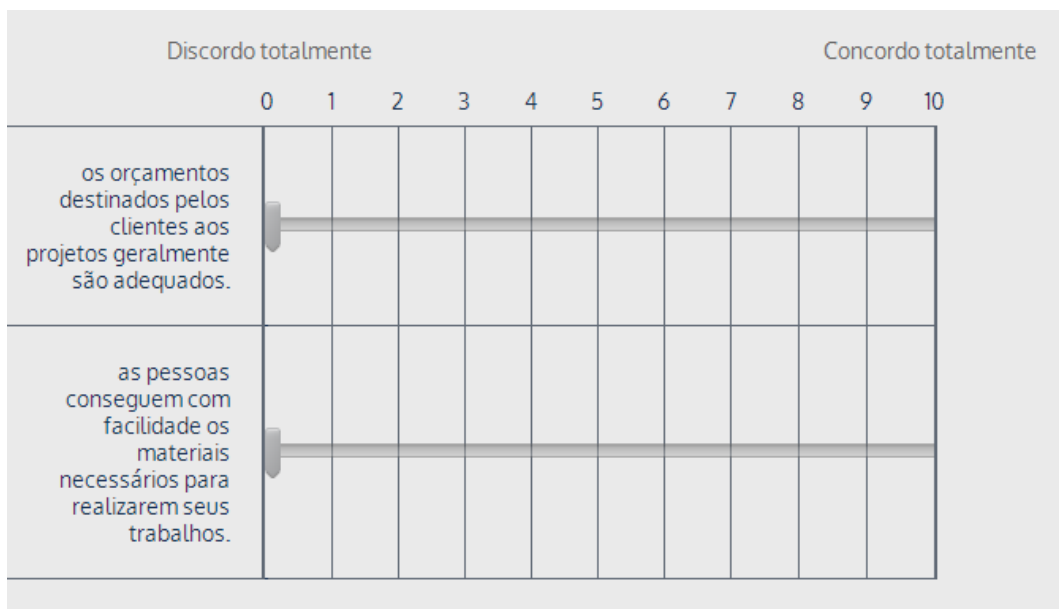 Discordo totalmente Concordo totalmente
0 1 2 3 4 5 6 7 8 9 10
os orçamentos
destinados pelos
clientes aos
projetos geralmente
são adequados.
as pessoas
conseguem com
facilidade os
materiais
necessários para
realizarem seus
trabalhos.